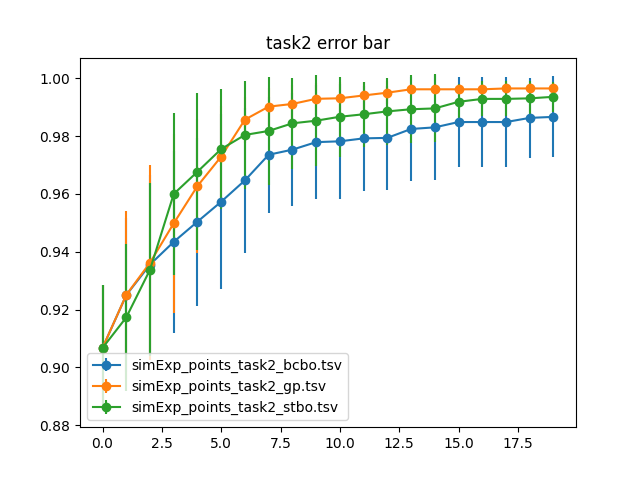 task2 error bar
1.00
0.98
0.96
0.94
0.92
0.90
0.88
simExp_points_task2_bcbo.tsv
simExp_points_task2_gp.tsv
simExp_points_task2_stbo.tsv
0.0 2.5 5.0 7.5 10.0 12.5 15.0 17.5